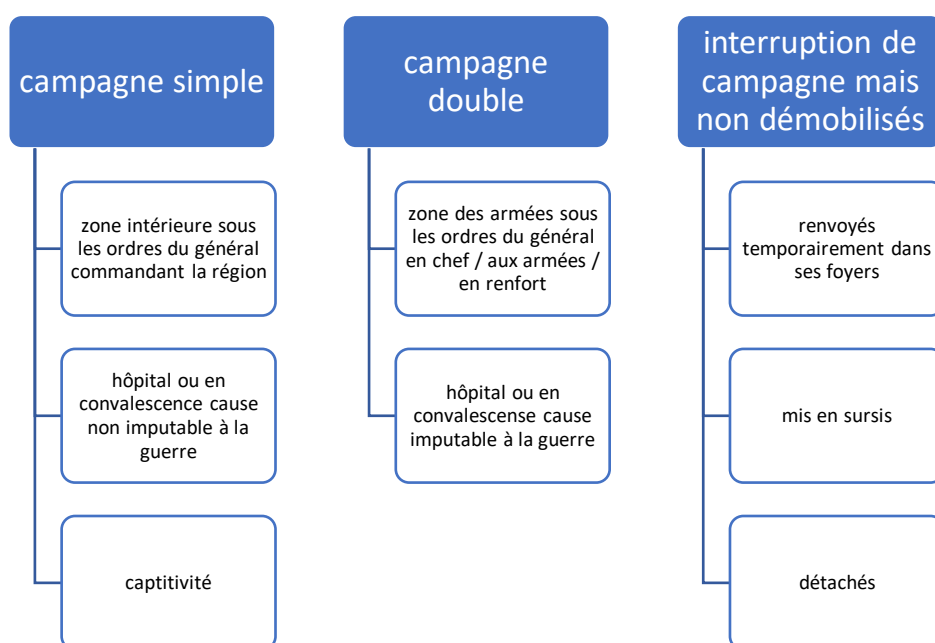 campagne simple
zone intérieure sous
les ordres du général
commandant la région
hôpital ou en
convalescence cause
non imputable à la
guerre
captitivité
campagne
double
zone des armées sous
les ordres du général
en chef / aux armées /
en renfort
hôpital ou en
convalescense cause
imputable à la guerre
interruption de
campagne mais
non démobilisés
renvoyés
temporairement dans
ses foyers
mis en sursis
détachés